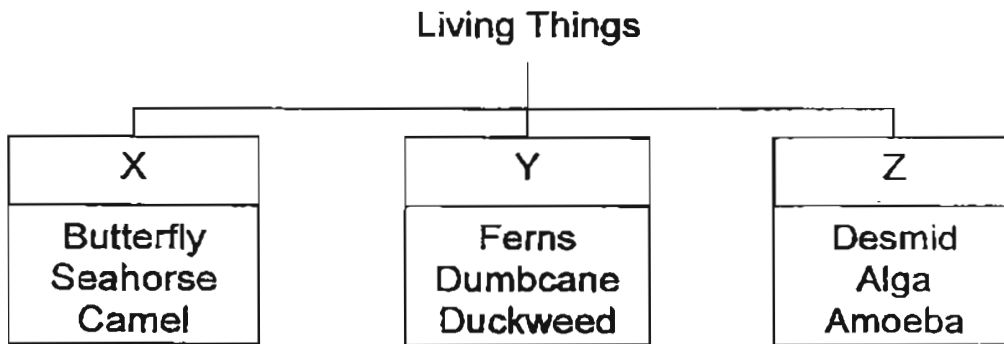 Living Things
X
Butterfly
Seahorse
Camel
Y
Ferns
Dumbcane
Duckweed
Z
Desmid
Alga
Amoeba